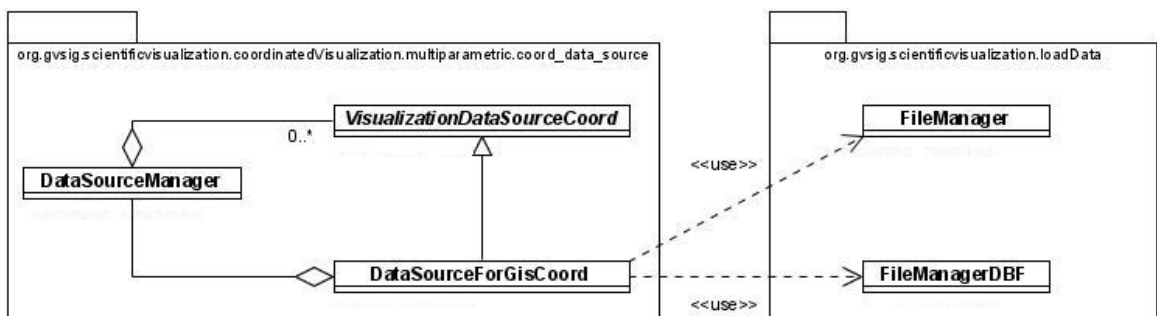 org.gvsig.scientificvisualization.coordinatedVisualization.multiparametric.coord_data_source
org.gvsig.scientificvisualization.loadData
VisualizationDataSourceCoord
FileManager
0..*
<<use>>
DataSourceManager
DataSourceForGisCoord
FileManagerDBF
<<use>>